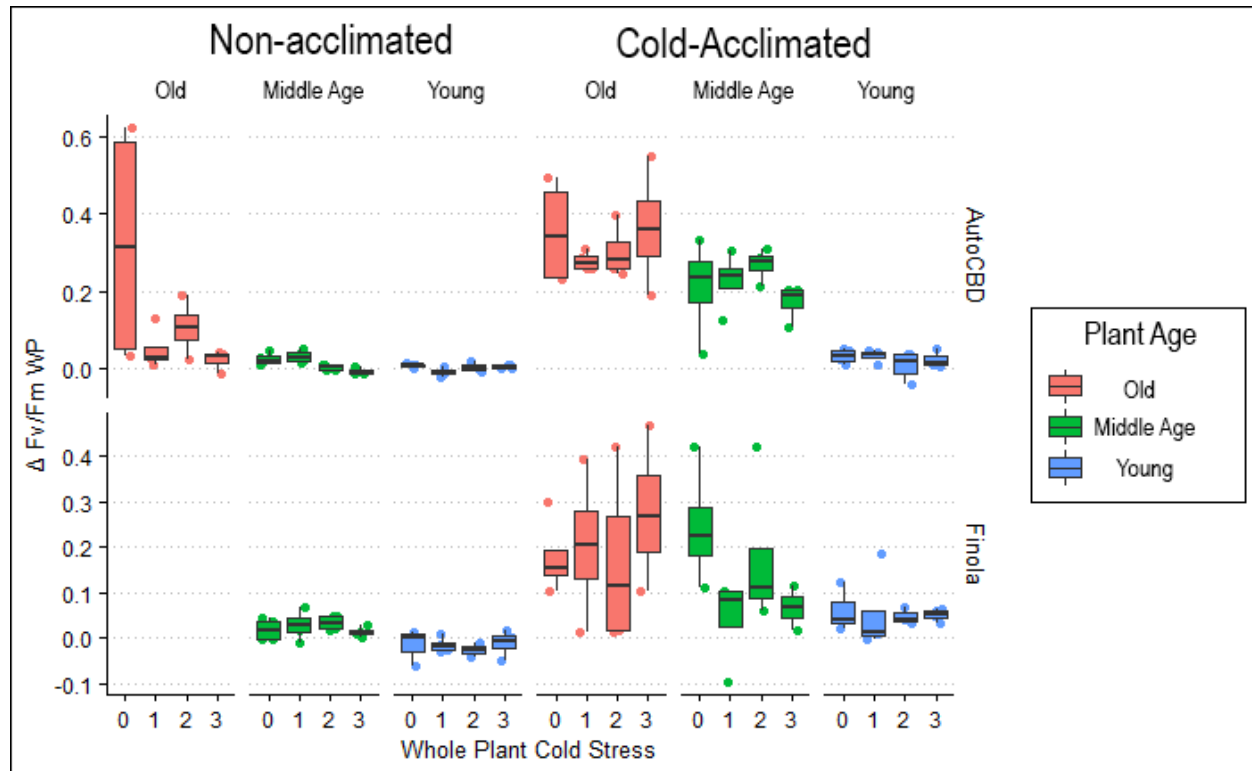 Non-acclimated Cold-Acclimated
Old Middle Age Young Old Middle Age Young
0.6
0.4
0.2
0.0
AutoCBD
Δ Fv/Fm WP
0.4
0.3
0.2
0.1
0.0
-0.1
Finola
0 1 2 3 0 1 2 3 0 1 2 3 0 1 2 3 0 1 2 3 0 1 2 3
Whole Plant Cold Stress
Plant Age
Old
Middle Age
Young